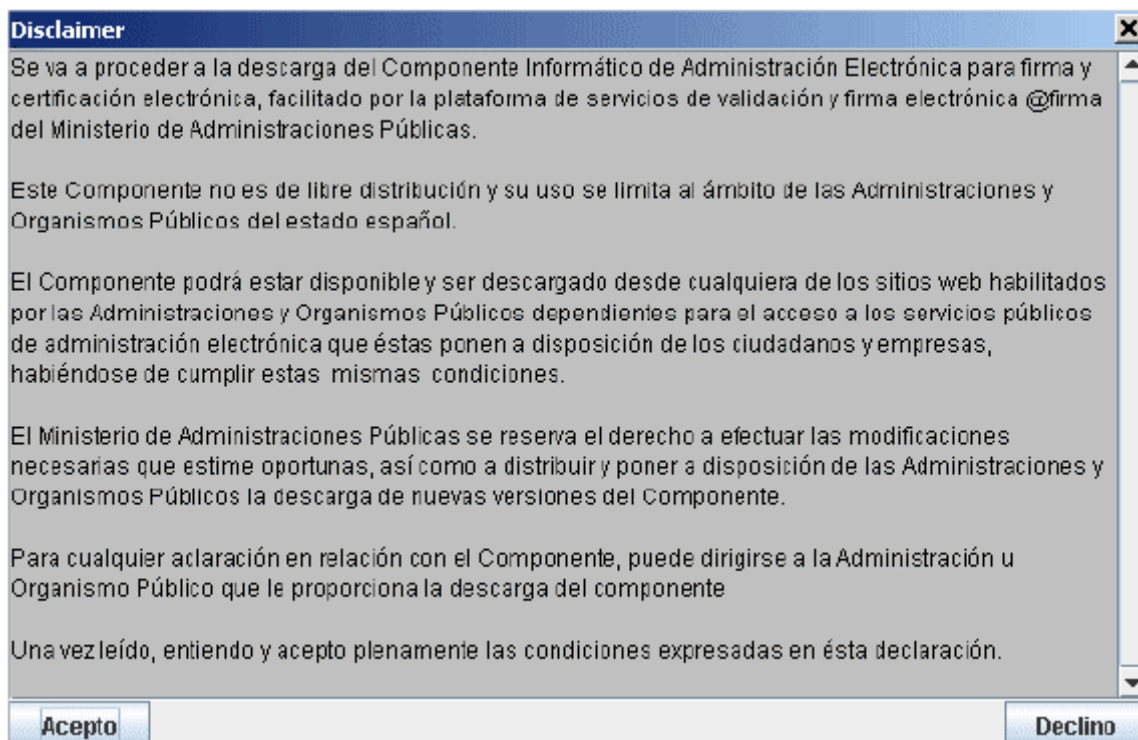 Disclaimer
Se va a proceder a la descarga del Componente Informático de Administración Electrónica para firma y
certificación electrónica, facilitado por la plataforma de servicios de validación y firma electrónica @firma
del Ministerio de Administraciones Públicas.
Este Componente no es de libre distribución y su uso se limita al ámbito de las Administraciones y
Organismos Públicos del estado español.
El Componente podrá estar disponible y ser descargado desde cualquiera de los sitios web habilitados
por las Administraciones y Organismos Públicos dependientes para el acceso a los servicios públicos
de administración electrónica que éstas ponen a disposición de los ciudadanos y empresas,
habiéndose de cumplir estas mismas condiciones.
El Ministerio de Administraciones Públicas se reserva el derecho a efectuar las modificaciones
necesarias que estime oportunas, así como a distribuir y poner a disposición de las Administraciones y
Organismos Públicos la descarga de nuevas versiones del Componente.
Para cualquier aclaración en relación con el Componente, puede dirigirse a la Administración u
Organismo Público que le proporciona la descarga del componente
Una vez leído, entiendo y acepto plenamente las condiciones expresadas en ésta declaración.
Acepto
Declino